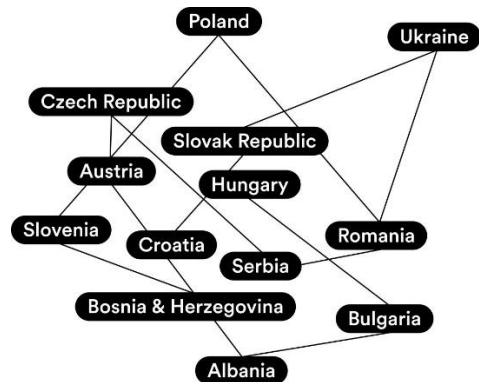 Poland
Ukraine
Czech Republic
Slovak Republic
Austria
Hungary
Slovenia
Croatia
Romania
Serbia
Bosnia & Herzegovina
Bulgaria
Albania